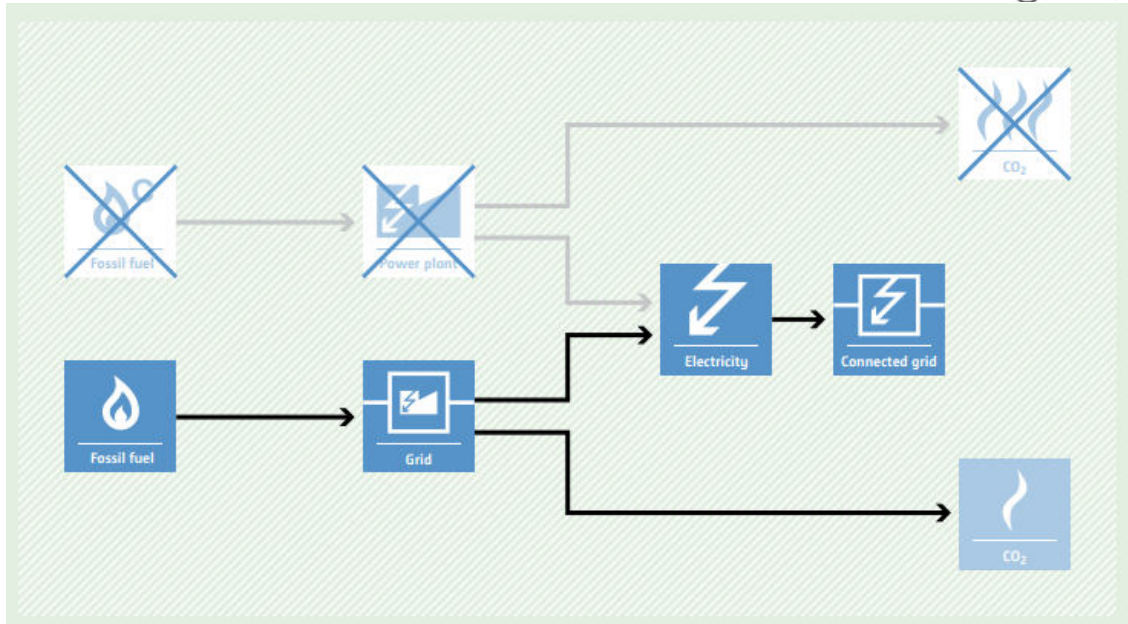 CO₂
Fossil fuel
Power plant
Electricity
Connected grid
Fossil fuel
Grid
CO₂